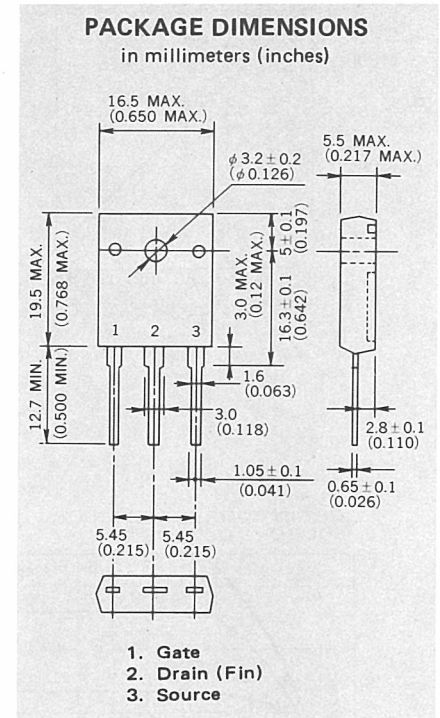 PACKAGE DIMENSIONS
in millimeters (inches)
16.5 MAX.
(0.650 MAX.)
φ3.2±0.2
(φ0.126)
5.5 MAX.
(0.217 MAX.)
19.5 MAX.
(0.768 MAX.)
5±0.1
(0.197)
3.0 MAX.
(0.12 MAX.)
16.3±0.1
(0.642)
1 2 3
12.7 MIN.
(0.500 MIN.)
1.6
(0.063)
3.0
(0.118)
2.8±0.1
(0.110)
1.05±0.1
(0.041)
0.65±0.1
(0.026)
5.45 5.45
(0.215) (0.215)
1. Gate
2. Drain (Fin)
3. Source